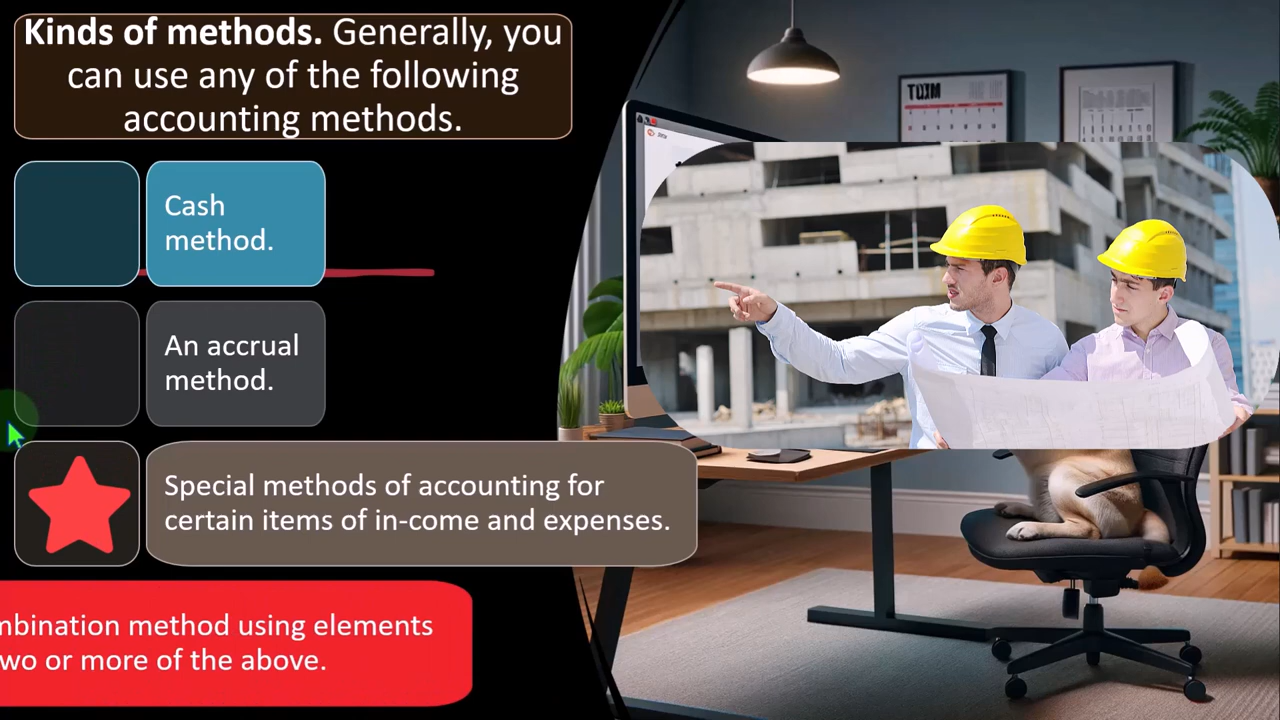 Kinds of methods. Generally, you
can use any of the following
accounting methods.
Cash
method.
An accrual
method.
Special methods of accounting for
certain items of in-come and expenses.
mbination method using elements
wo or more of the above.